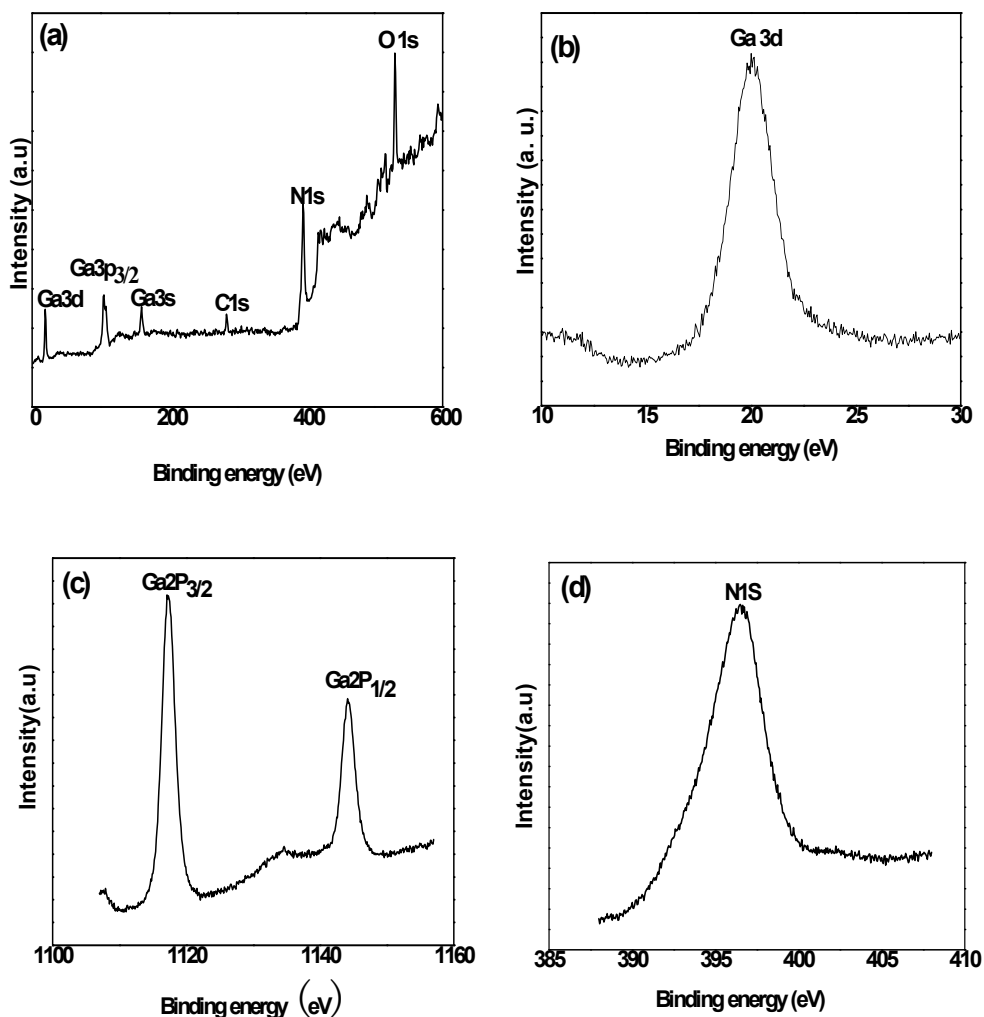 (a)
O1s
N1s
Ga3p3/2
Ga3d
Ga3s
C1s
Intensity (a.u)
0 200 400 600
Binding energy (eV)
(b)
Ga 3d
Intensity (a. u.)
10 15 20 25 30
Binding energy (eV)
(c)
Ga2P3/2
Ga2P1/2
Intensity(a.u)
1100 1120 1140 1160
Binding energy (eV)
(d)
N1S
Intensity(a.u)
385 390 395 400 405 410
Binding energy (eV)